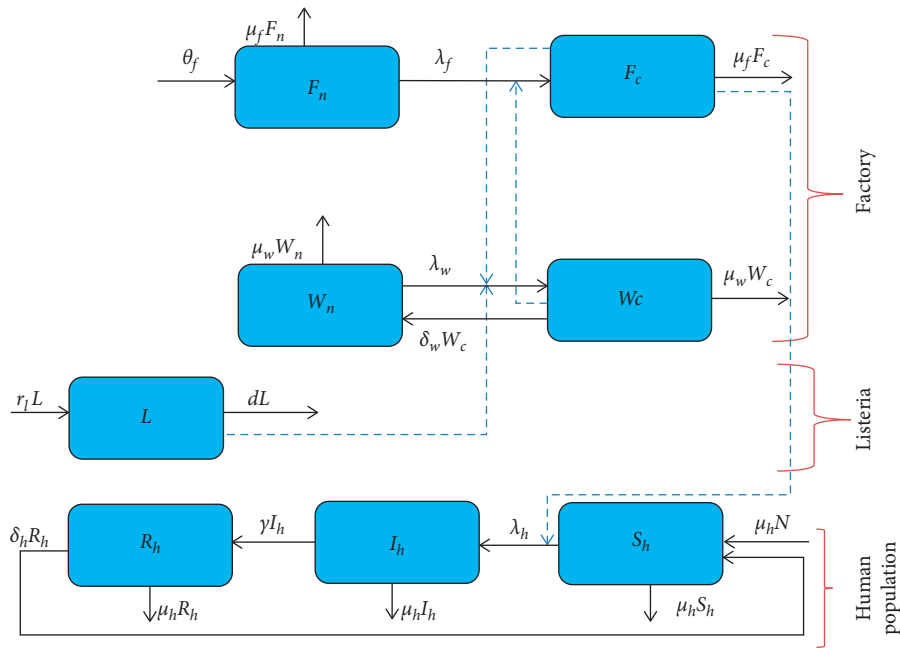 μ_f F_n
θ_f
F_n
λ_f
F_c
μ_f F_c
Factory
μ_w W_n
W_n
λ_w
δ_w W_c
Wc
μ_w W_c
r_l L
L
dL
Listeria
δ_h R_h
R_h
γI_h
I_h
λ_h
S_h
μ_h N
μ_h R_h
μ_h I_h
μ_h S_h
Human
population